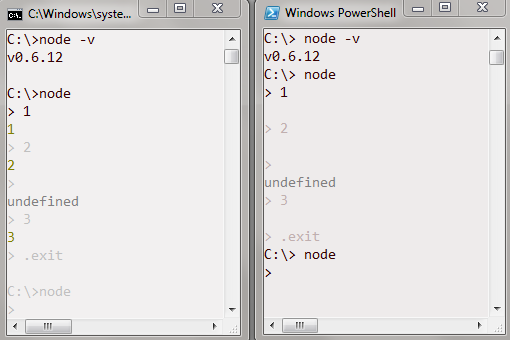 C:\Windows\syste...
C:\>node -v
v0.6.12
C:\>node
> 1
1
> 2
2
>
undefined
> 3
3
> .exit
C:\>node
>
Windows PowerShell
C:\> node -v
v0.6.12
C:\> node
> 1
> 2
>
undefined
> 3
> .exit
C:\> node
>